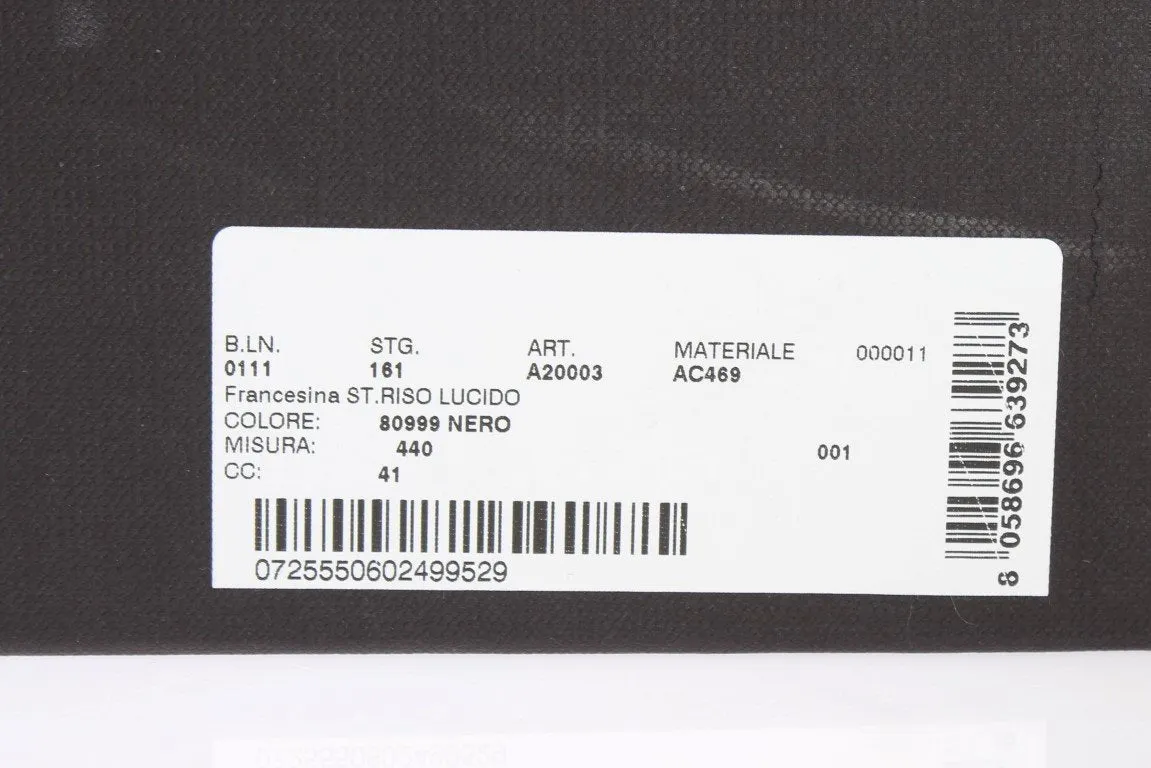 B.LN. STG. ART. MATERIALE 000011
0111 161 A20003 AC469
Francesina ST.RISO LUCIDO
COLORE: 80999 NERO
MISURA: 440 001
CC: 41
0725550602499529
8 058696 639273